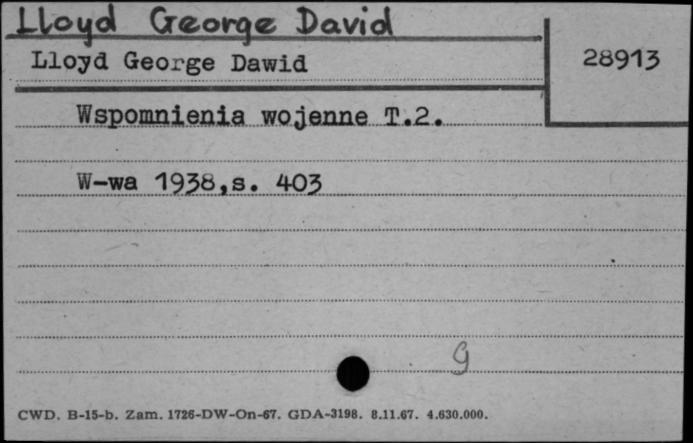 Lloyd George David
Lloyd George Dawid
28913
Wspomnienia wojenne T.2.
W-wa 1938,s. 403
g
CWD. B-15-b. Zam. 1726-DW-On-67. GDA-3198. 8.11.67. 4.630.000.